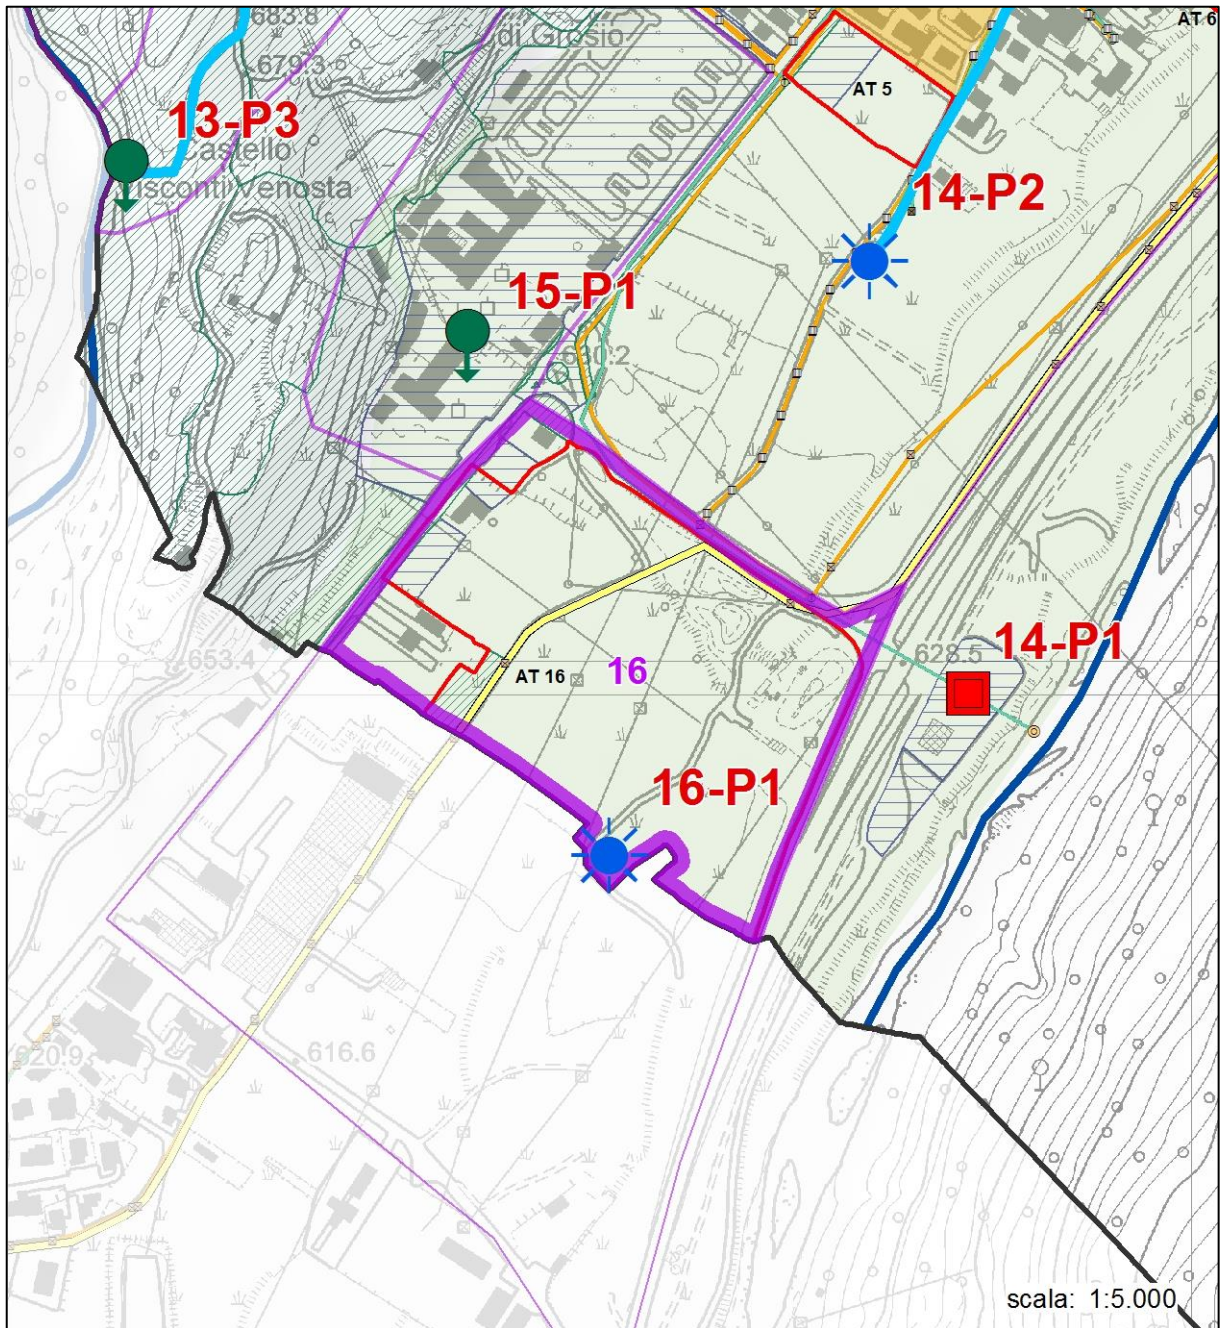 683.8
AT 6
di Grosio
679.3
AT 5
13-P3
Castello
Visconti Venosta
14-P2
15-P1
630.2
653.4
628.5
14-P1
AT 16
16
16-P1
616.6
620.9
scala: 1:5.000